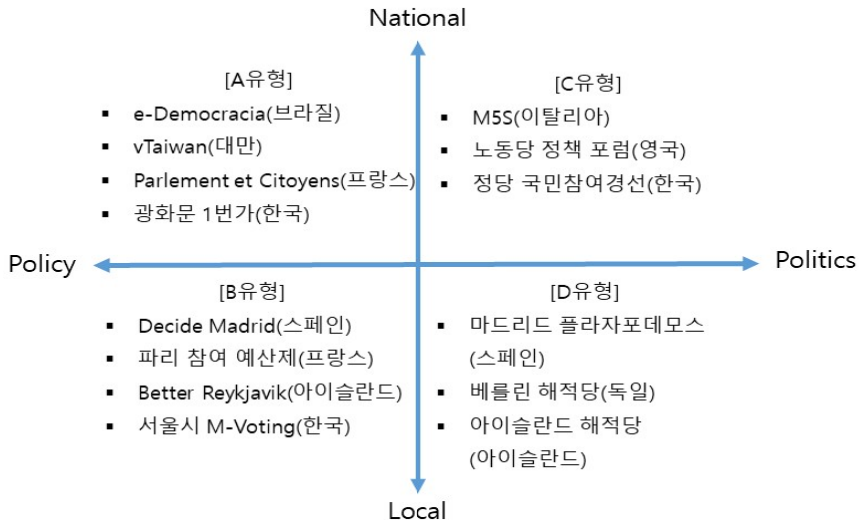 National
[A유형]
▪ e-Democracia(브라질)
▪ vTaiwan(대만)
▪ Parlement et Citoyens(프랑스)
▪ 광화문 1번가(한국)
[C유형]
▪ M5S(이탈리아)
▪ 노동당 정책 포럼(영국)
▪ 정당 국민참여경선(한국)
Policy
Politics
[B유형]
▪ Decide Madrid(스페인)
▪ 파리 참여 예산제(프랑스)
▪ Better Reykjavik(아이슬란드)
▪ 서울시 M-Voting(한국)
[D유형]
▪ 마드리드 플라자포데모스
(스페인)
▪ 베를린 해적당(독일)
▪ 아이슬란드 해적당
(아이슬란드)
Local